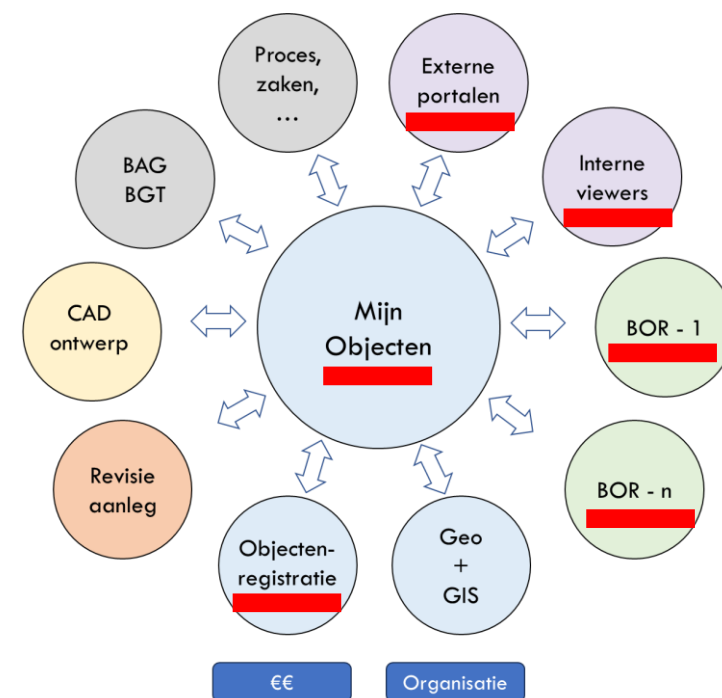 Proces,
zaken,
...
Externe
portalen
BAG
BGT
Interne
viewers
CAD
ontwerp
Mijn
Objecten
BOR - 1
Revisie
aanleg
BOR - n
Objecten-
registratie
Geo
+
GIS
€€
Organisatie